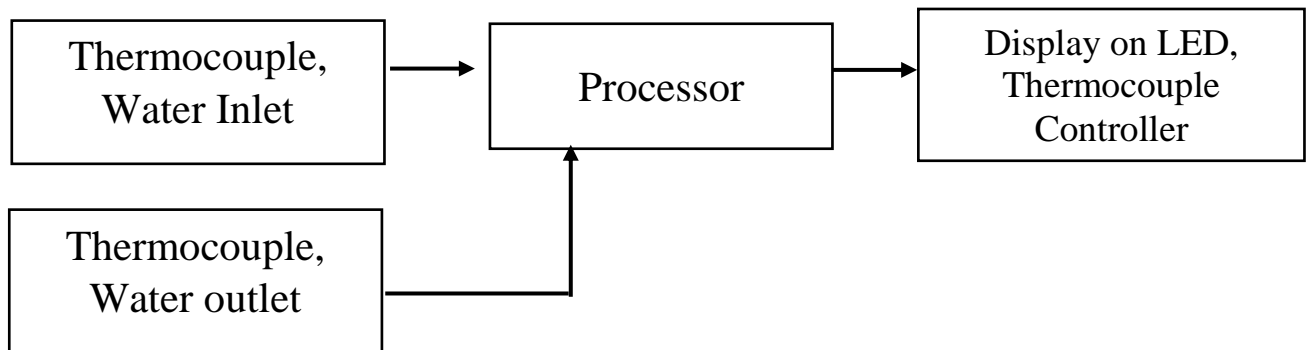 Thermocouple,
Water Inlet
Processor
Display on LED,
Thermocouple
Controller
Thermocouple,
Water outlet